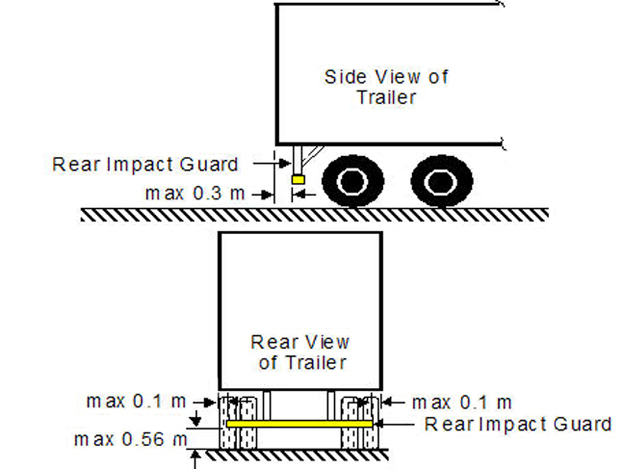 Side View of
Trailer
Rear Impact Guard
max 0.3 m
Rear View
of Trailer
max 0.1 m
max 0.1 m
Rear Impact Guard
max 0.56 m